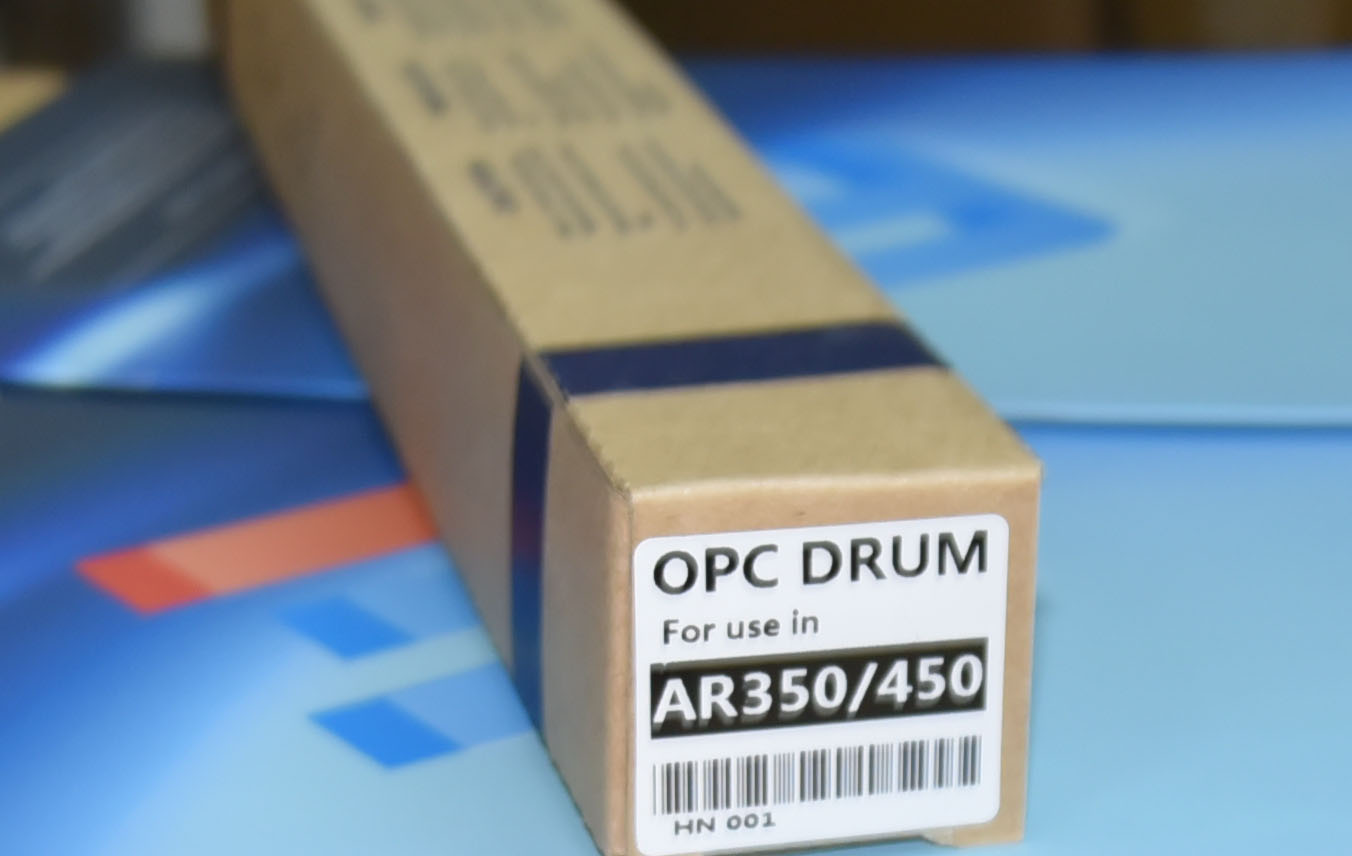 OPC DRUM
For use in
AR350/450
HN 001